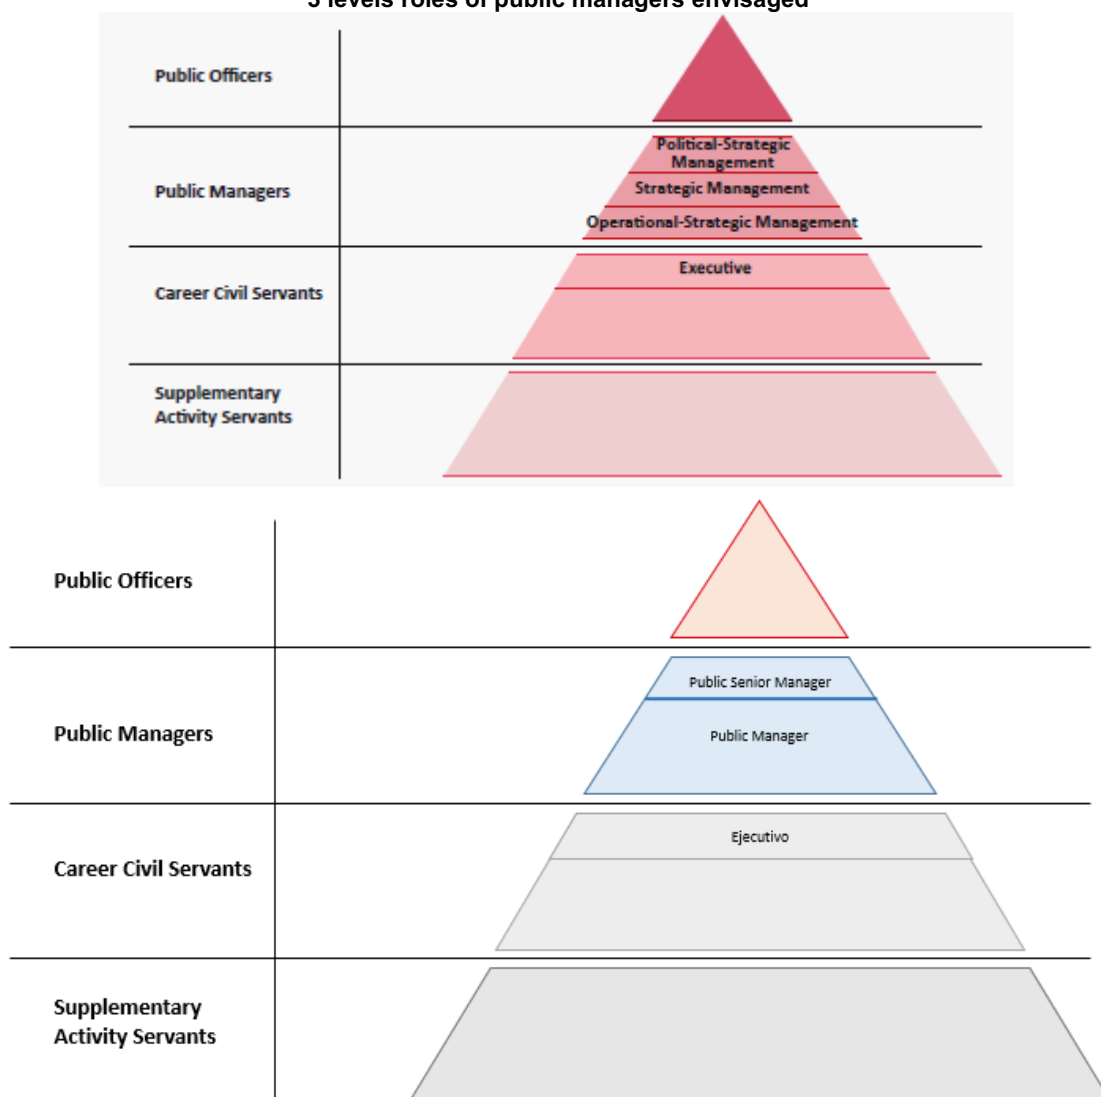 3 levels roles of public managers envisaged
Public Officers
Political-Strategic
Management
Public Managers
Strategic Management
Operational-Strategic Management
Executive
Career Civil Servants
Supplementary
Activity Servants
Public Officers
Public Senior Manager
Public Managers
Public Manager
Ejecutivo
Career Civil Servants
Supplementary
Activity Servants